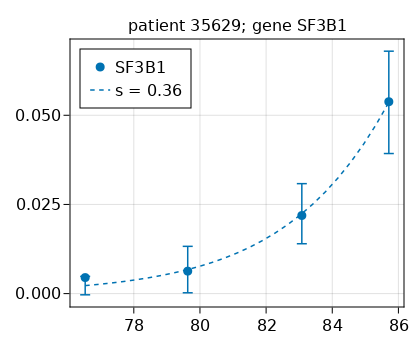 patient 35629; gene SF3B1
SF3B1
s = 0.36
0.050
0.025
0.000
78 80 82 84 86